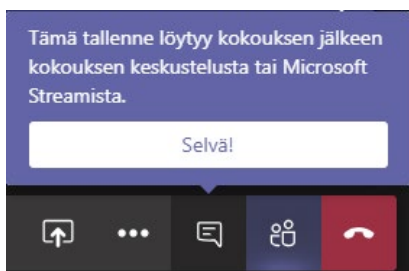 Tämä tallenne löytyy kokouksen jälkeen
kokouksen keskustelusta tai Microsoft
Streamista.
Selvä!